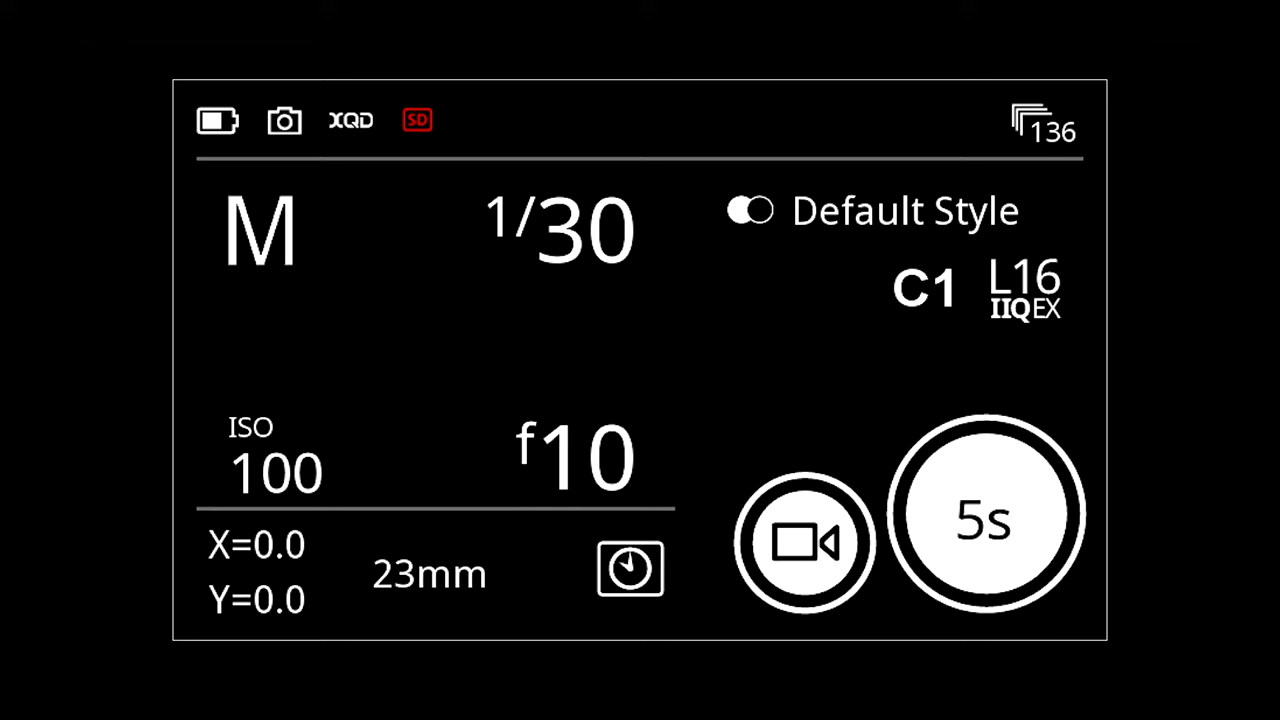 XQD SD 136
M 1/30 Default Style
C1 L16
IIQEX
ISO
100 f10
5s
X=0.0
23mm
Y=0.0